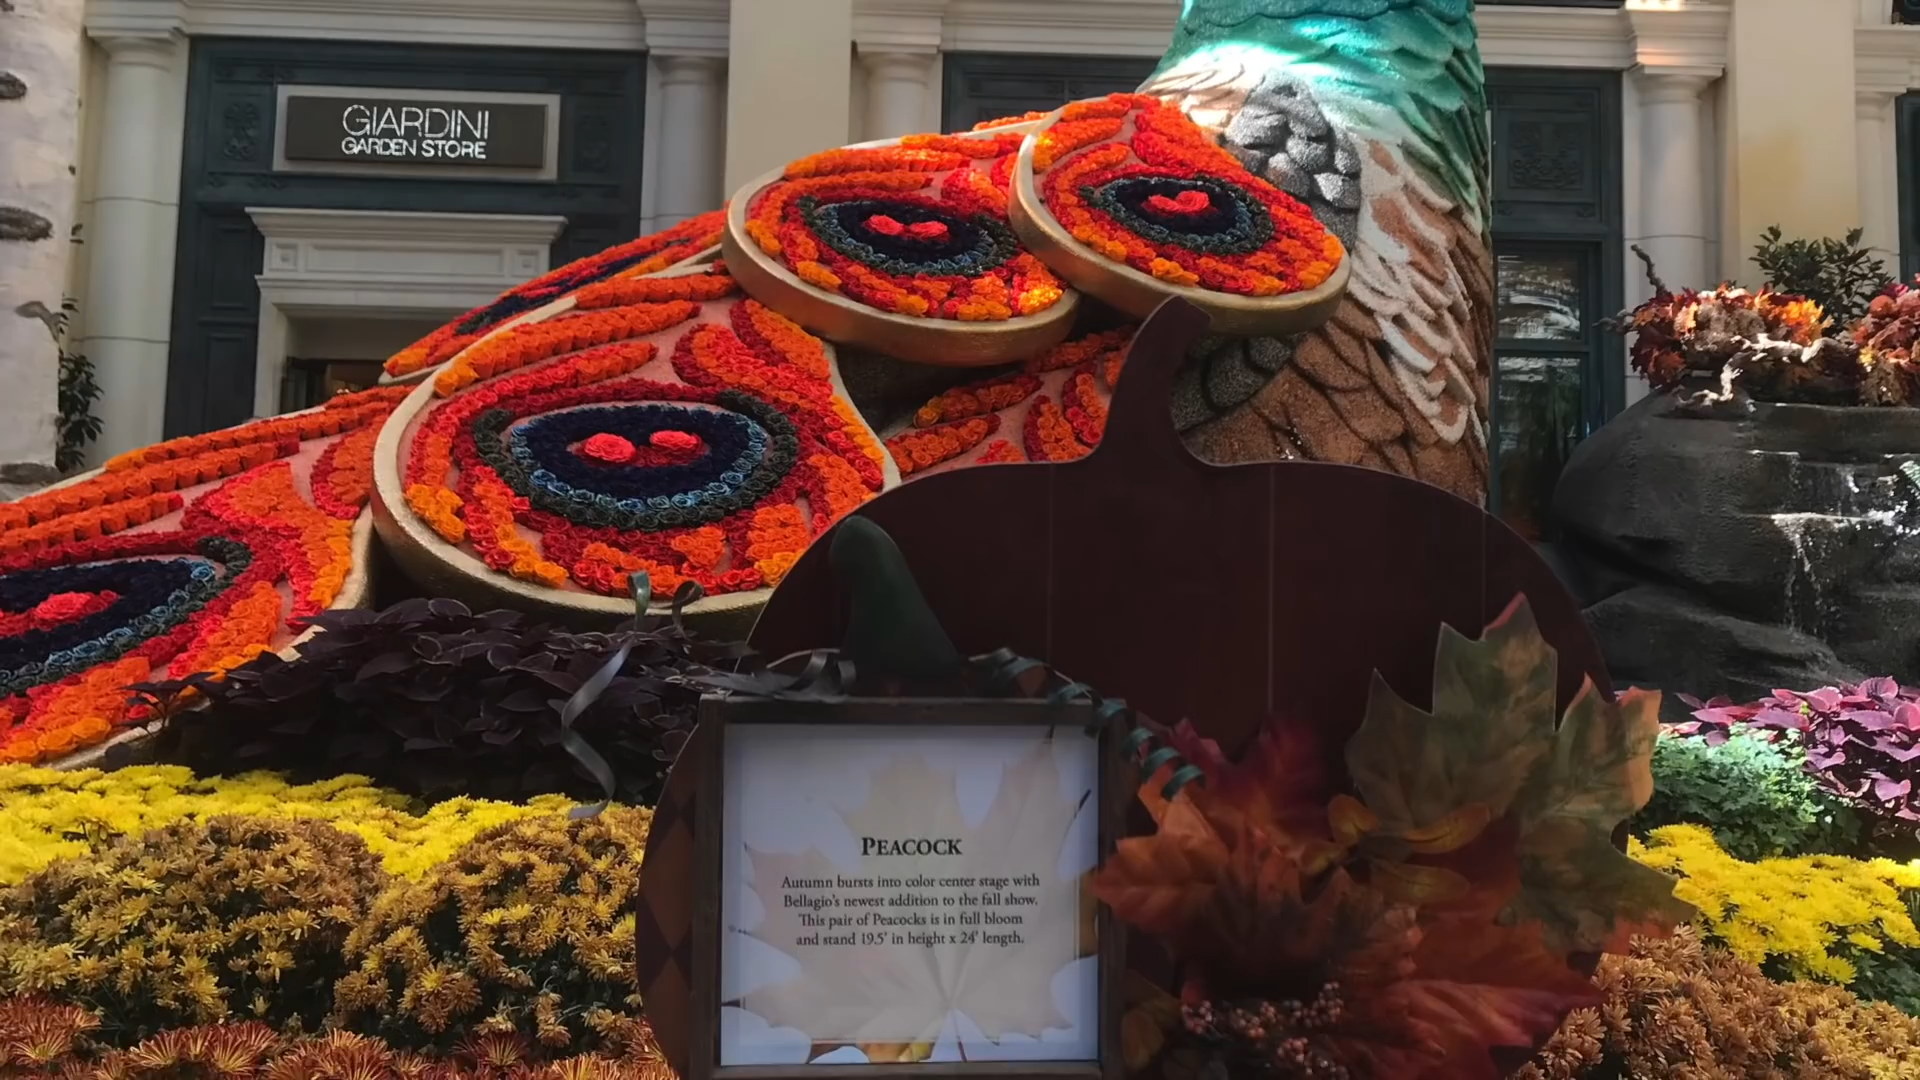 GIARDINI
GARDEN STORE
PEACOCK
Autumn bursts into color center stage with
Bellagio's newest addition to the fall show.
This pair of Peacocks is in full bloom
and stand 19.5' in height x 24' length.